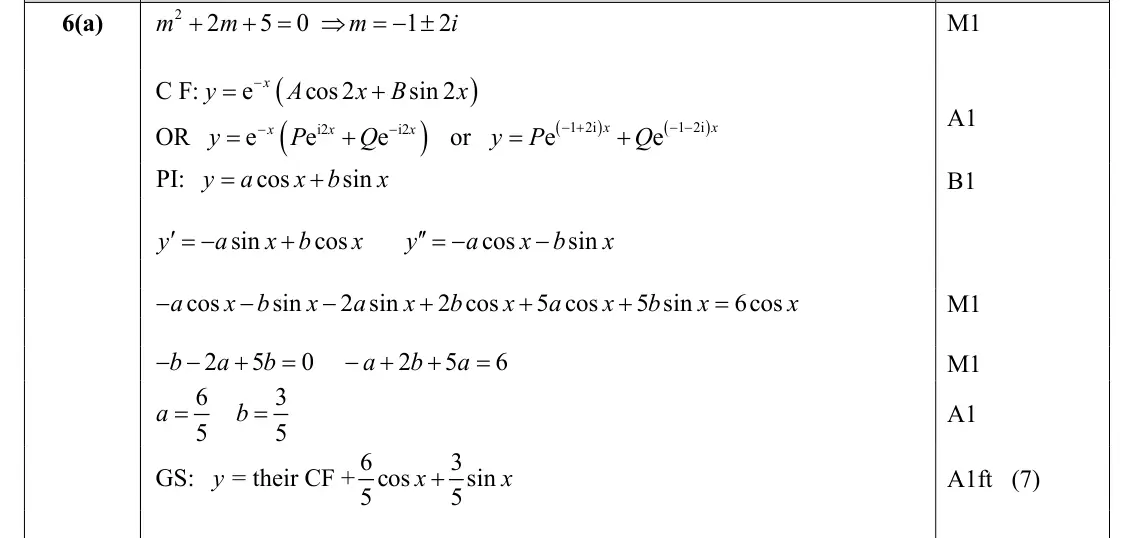 6(a) m² + 2m + 5 = 0 ⇒ m = −1 ± 2i M1
C F: y = e⁻ˣ (A cos 2x + B sin 2x)
OR y = e⁻ˣ (Pe^{i2x} + Qe^{−i2x}) or y = Pe^{(−1+2i)x} + Qe^{(−1−2i)x} A1
PI: y = a cos x + b sin x B1
y′ = −a sin x + b cos x y″ = −a cos x − b sin x
−a cos x − b sin x − 2a sin x + 2b cos x + 5a cos x + 5b sin x = 6 cos x M1
−b − 2a + 5b = 0 −a + 2b + 5a = 6 M1
a = 6/5 b = 3/5 A1
GS: y = their CF + 6/5 cos x + 3/5 sin x A1ft (7)